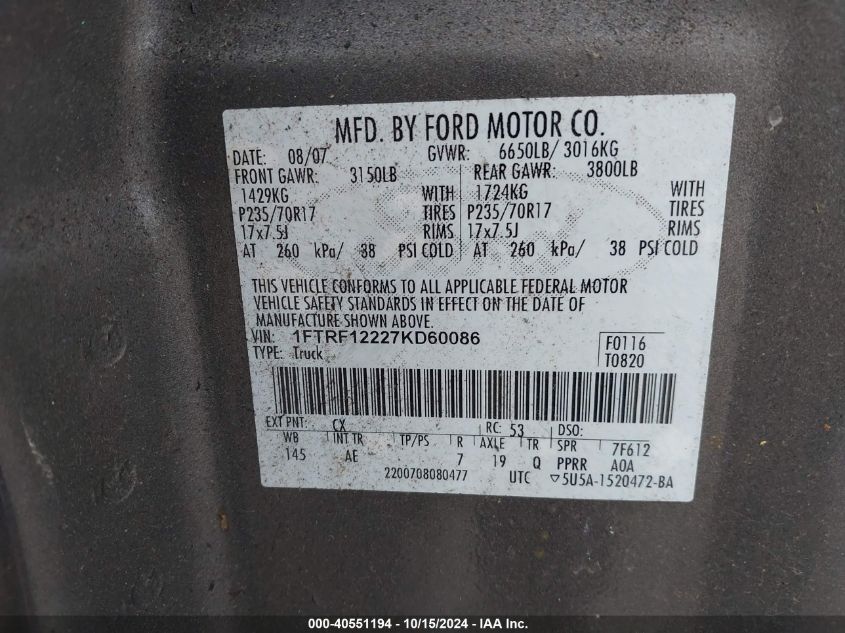 MFD. BY FORD MOTOR CO.
DATE: 08/07 GVWR: 6650LB/ 3016KG
FRONT GAWR: 3150LB REAR GAWR: 3800LB
1429KG WITH 1724KG WITH
P235/70R17 TIRES P235/70R17 TIRES
17x7.5J RIMS 17x7.5J RIMS
AT 260 kPa/ 38 PSI COLD AT 260 kPa/ 38 PSI COLD
THIS VEHICLE CONFORMS TO ALL APPLICABLE FEDERAL MOTOR
VEHICLE SAFETY STANDARDS IN EFFECT ON THE DATE OF
MANUFACTURE SHOWN ABOVE.
VIN: 1FTRF12227KD60086 F0116
TYPE: Truck T0820
EXT PNT: CX RC: 53 DSO:
WB INT TR TP/PS R AXLE TR SPR 7F612
145 AE 7 19 Q PPRR A0A
2200708080477 UTC ▽5U5A-1520472-BA
000-40551194 - 10/15/2024 - IAA Inc.